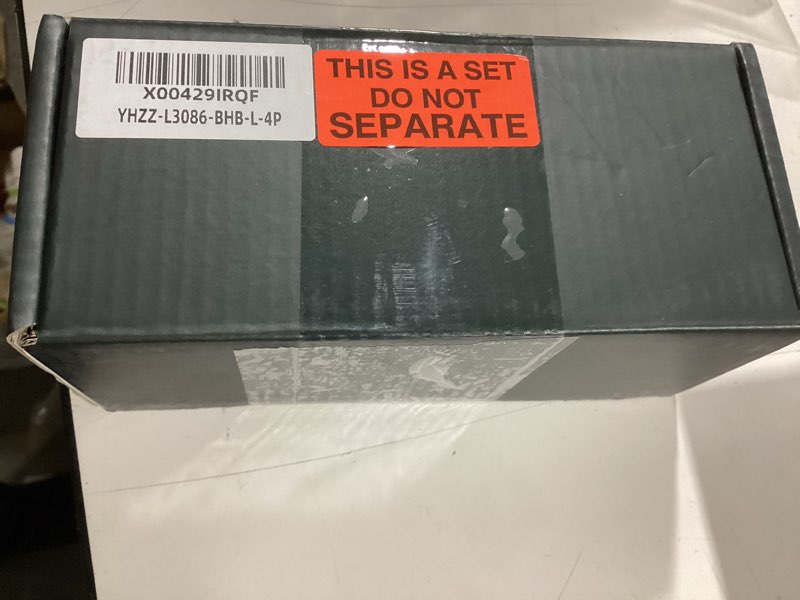 X00429IRQF
YHZZ-L3086-BHB-L-4P
THIS IS A SET
DO NOT
SEPARATE